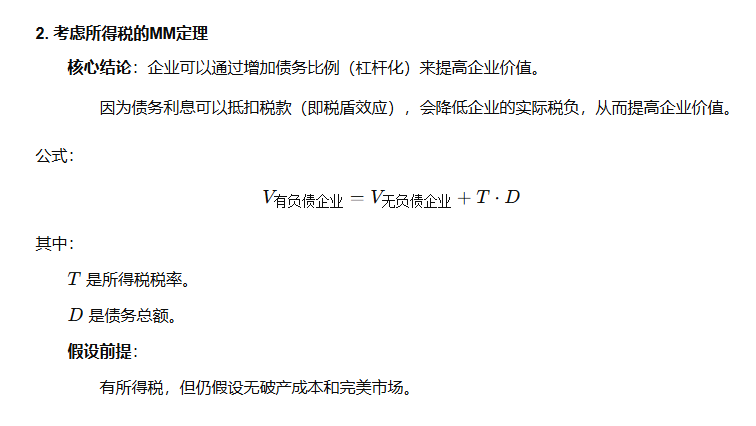 2. 考虑所得税的MM定理
核心结论：企业可以通过增加债务比例（杠杆化）来提高企业价值。
因为债务利息可以抵扣税款（即税盾效应），会降低企业的实际税负，从而提高企业价值。
公式：
V有负债企业 = V无负债企业 + T · D
其中：
T 是所得税税率。
D 是债务总额。
假设前提：
有所得税，但仍假设无破产成本和完美市场。